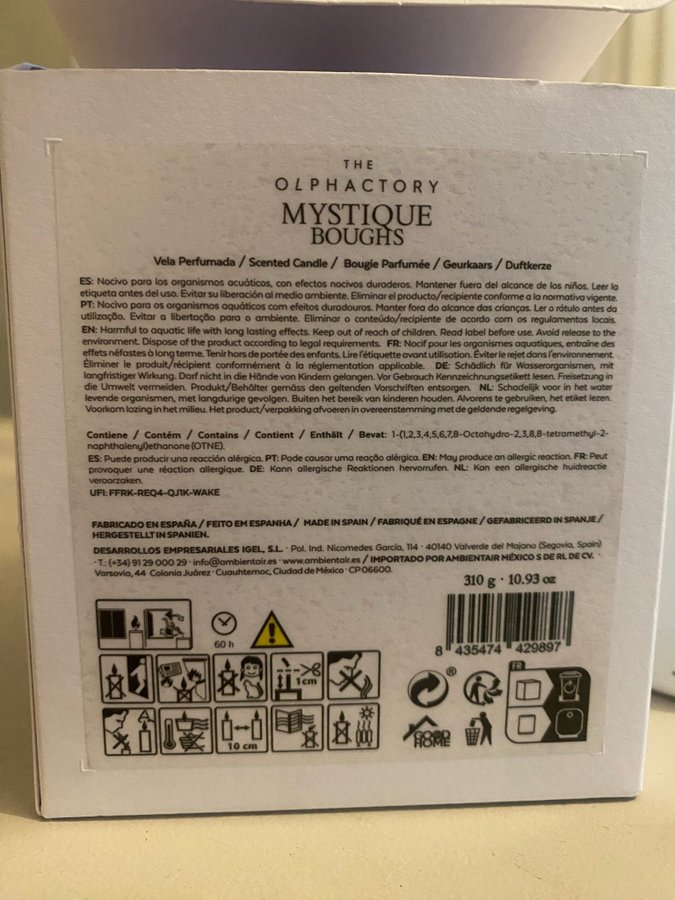 THE
OLPHACTORY
MYSTIQUE
BOUGHS
Vela Perfumada / Scented Candle / Bougie Parfumée / Geurkaars / Duftkerze
ES: Nocivo para los organismos acuáticos, con efectos nocivos duraderos. Mantener fuera del alcance de los niños. Leer la
etiqueta antes del uso. Evitar su liberación al medio ambiente. Eliminar el producto/recipiente conforme a la normativa vigente.
PT: Nocivo para os organismos aquáticos com efeitos duradouros. Manter fora do alcance das crianças. Ler o rótulo antes da
utilização. Evitar a libertação para o ambiente. Eliminar o conteúdo/recipiente de acordo com os regulamentos locais.
EN: Harmful to aquatic life with long lasting effects. Keep out of reach of children. Read label before use. Avoid release to the
environment. Dispose of the product according to legal requirements. FR: Nocif pour les organismes aquatiques, entraîne des
effets néfastes à long terme. Tenir hors de portée des enfants. Lire l'étiquette avant utilisation. Éviter le rejet dans l'environnement.
Éliminer le produit/récipient conformément à la réglementation applicable. DE: Schädlich für Wasserorganismen, mit
langfristiger Wirkung. Darf nicht in die Hände von Kindern gelangen. Vor Gebrauch Kennzeichnungsetikett lesen. Freisetzung in
die Umwelt vermeiden. Produkt/Behälter gemäss den geltenden Vorschriften entsorgen. NL: Schadelijk voor in het water
levende organismen, met langdurige gevolgen. Buiten het bereik van kinderen houden. Alvorens te gebruiken, het etiket lezen.
Voorkom lozing in het milieu. Het product/verpakking afvoeren in overeenstemming met de geldende regelgeving.
Contiene / Contém / Contains / Contient / Enthält / Bevat: 1-(1,2,3,4,5,6,7,8-Octahydro-2,3,8,8-tetramethyl-2-
naphthalenyl)ethanone (OTNE).
ES: Puede producir una reacción alérgica. PT: Pode causar uma reação alérgica. EN: May produce an allergic reaction. FR: Peut
provoquer une réaction allergique. DE: Kann allergische Reaktionen hervorrufen. NL: Kan een allergische huidreactie
veroorzaken.
UFI: FFRK-REQ4-QJ1K-WAKE
FABRICADO EN ESPAÑA / FEITO EM ESPANHA / MADE IN SPAIN / FABRIQUÉ EN ESPAGNE / GEFABRICEERD IN SPANJE /
HERGESTELLT IN SPANIEN.
DESARROLLOS EMPRESARIALES IGEL, S.L. · Pol. Ind. Nicomedes García, 114 · 40140 Valverde del Majano (Segovia, Spain)
· T.: (+34) 91 29 000 29 · info@ambientair.es · www.ambientair.es / IMPORTADO POR AMBIENTAIR MÉXICO S DE RL DE CV.
Varsovia, 44 Colonia Juárez · Cuauhtemoc, Ciudad de México · CP 06600.
310 g · 10.93 oz
8 435474 429897
60 h
1cm
10 cm
®
FR
GOOD
HOME